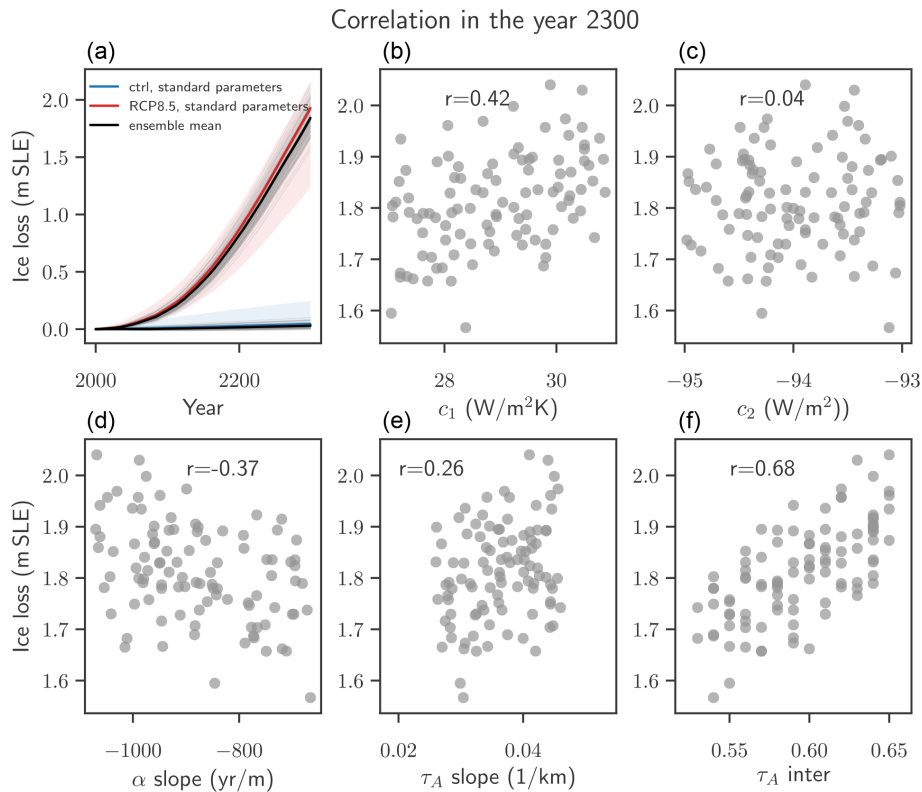 Correlation in the year 2300
(a)
(b)
(c)
ctrl, standard parameters
RCP8.5, standard parameters
ensemble mean
r=0.42
r=0.04
Ice loss (m SLE)
2.0
1.5
1.0
0.5
0.0
2.0
1.9
1.8
1.7
1.6
2.0
1.9
1.8
1.7
1.6
2000
2200
28
30
−95
−94
−93
Year
c1 (W/m²K)
c2 (W/m²))
(d)
(e)
(f)
r=-0.37
r=0.26
r=0.68
Ice loss (m SLE)
2.0
1.9
1.8
1.7
1.6
2.0
1.9
1.8
1.7
1.6
2.0
1.9
1.8
1.7
1.6
−1000
−800
0.02
0.04
0.55
0.60
0.65
α slope (yr/m)
τA slope (1/km)
τA inter